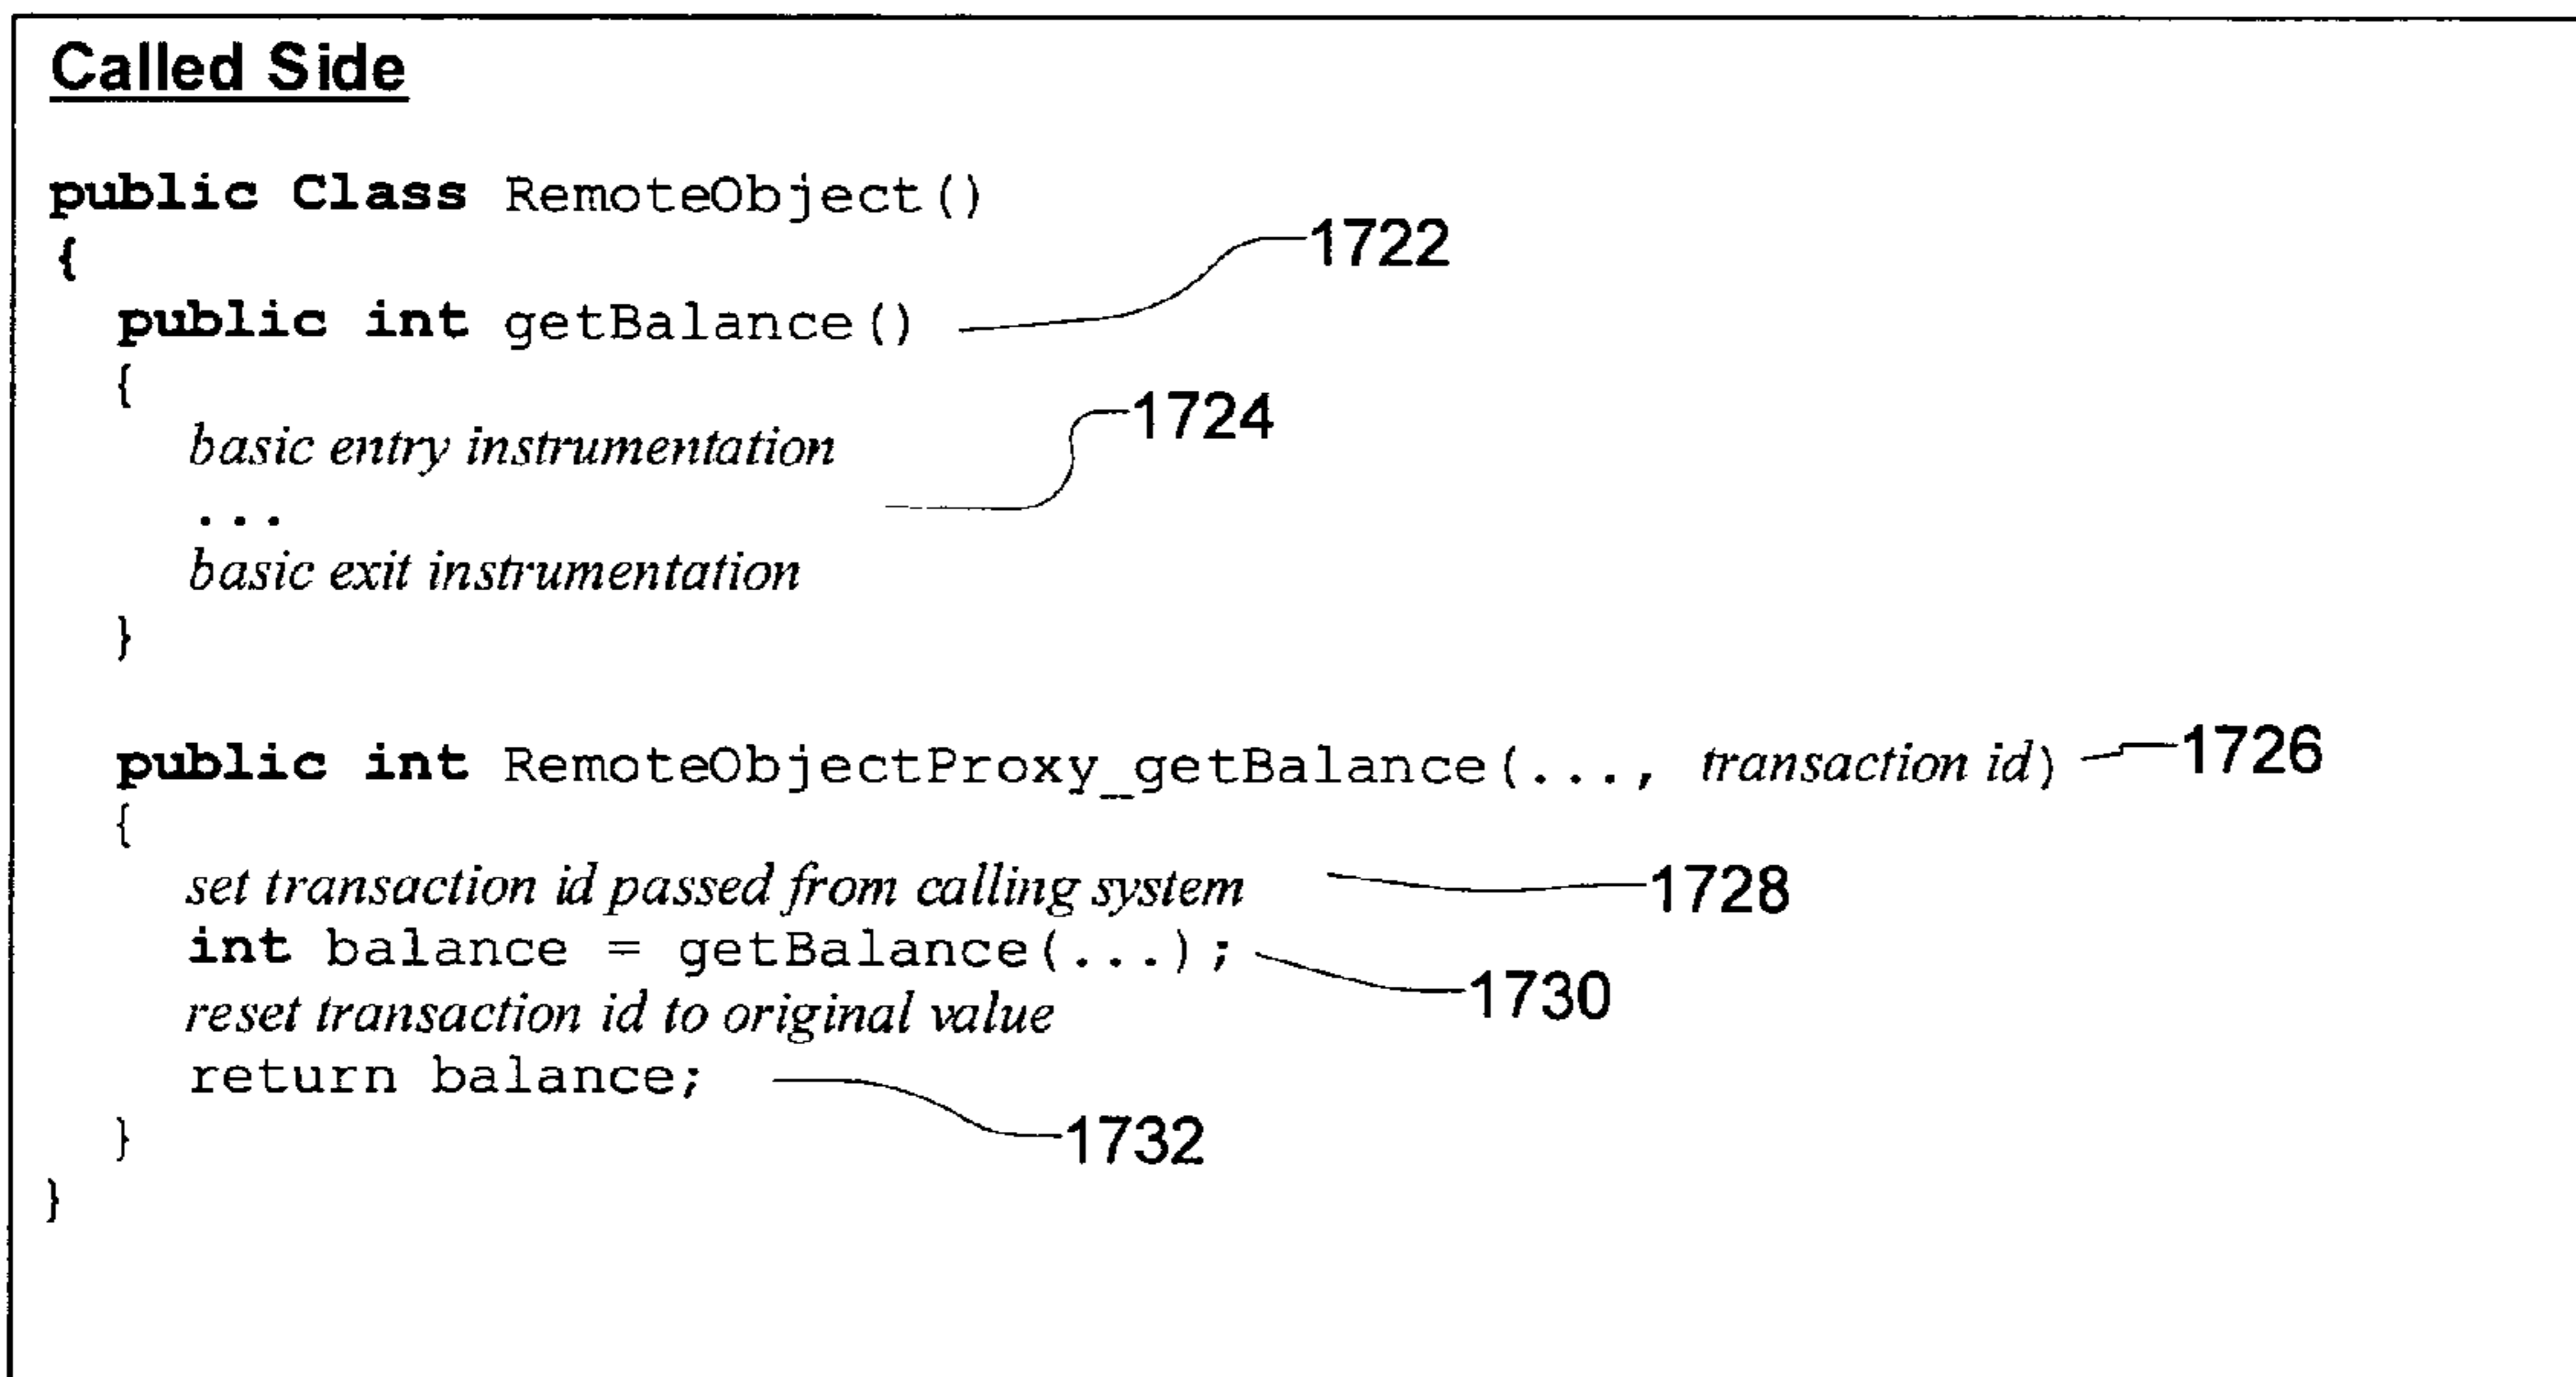 Called Side
public Class RemoteObject()
{
1722
public int getBalance()
{
1724
basic entry instrumentation
...
basic exit instrumentation
}
public int RemoteObjectProxy_getBalance(..., transaction id)
1726
{
set transaction id passed from calling system
1728
int balance = getBalance(...);
1730
reset transaction id to original value
return balance;
1732
}
}